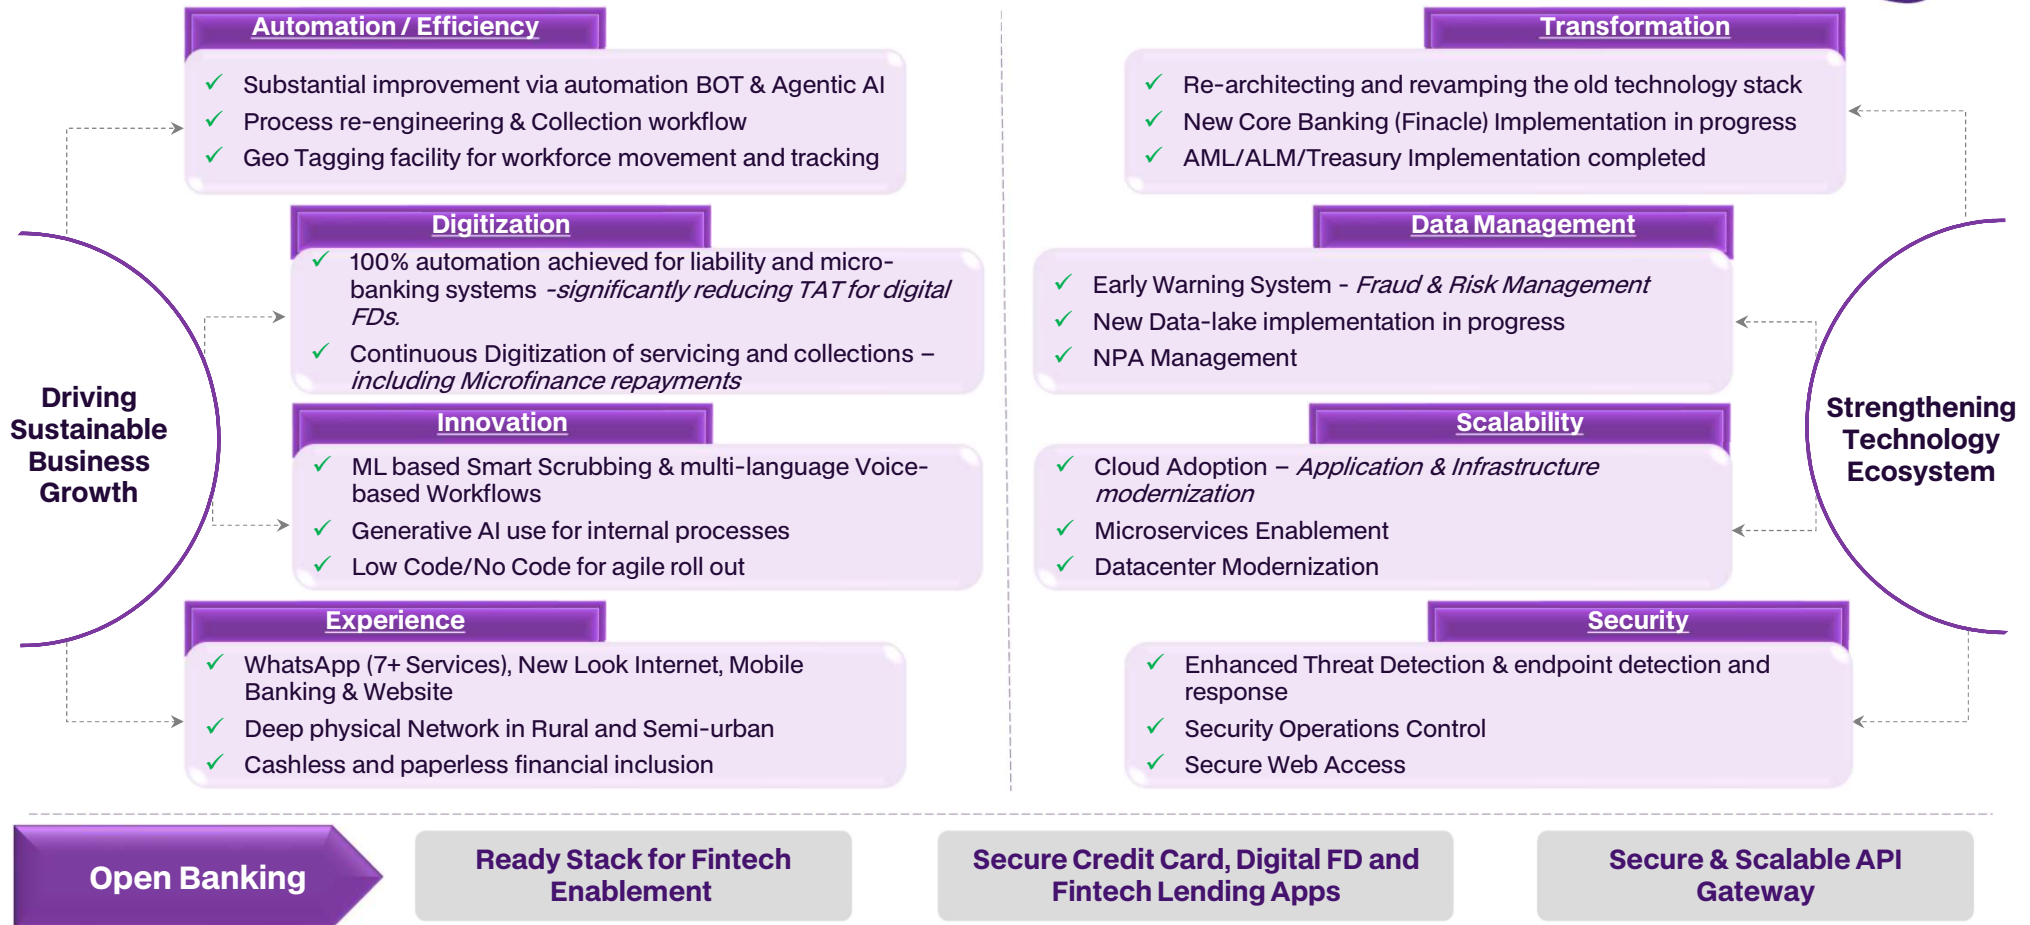 Automation / Efficiency
Substantial improvement via automation BOT & Agentic AI
Process re-engineering & Collection workflow
Geo Tagging facility for workforce movement and tracking
Digitization
100% automation achieved for liability and micro-
banking systems -significantly reducing TAT for digital
FDs.
Continuous Digitization of servicing and collections –
including Microfinance repayments
Driving
Sustainable
Business
Growth
Innovation
ML based Smart Scrubbing & multi-language Voice-
based Workflows
Generative AI use for internal processes
Low Code/No Code for agile roll out
Experience
WhatsApp (7+ Services), New Look Internet, Mobile
Banking & Website
Deep physical Network in Rural and Semi-urban
Cashless and paperless financial inclusion
Transformation
Re-architecting and revamping the old technology stack
New Core Banking (Finacle) Implementation in progress
AML/ALM/Treasury Implementation completed
Data Management
Early Warning System - Fraud & Risk Management
New Data-lake implementation in progress
NPA Management
Scalability
Cloud Adoption – Application & Infrastructure
modernization
Microservices Enablement
Datacenter Modernization
Strengthening
Technology
Ecosystem
Security
Enhanced Threat Detection & endpoint detection and
response
Security Operations Control
Secure Web Access
Open Banking
Ready Stack for Fintech
Enablement
Secure Credit Card, Digital FD and
Fintech Lending Apps
Secure & Scalable API
Gateway